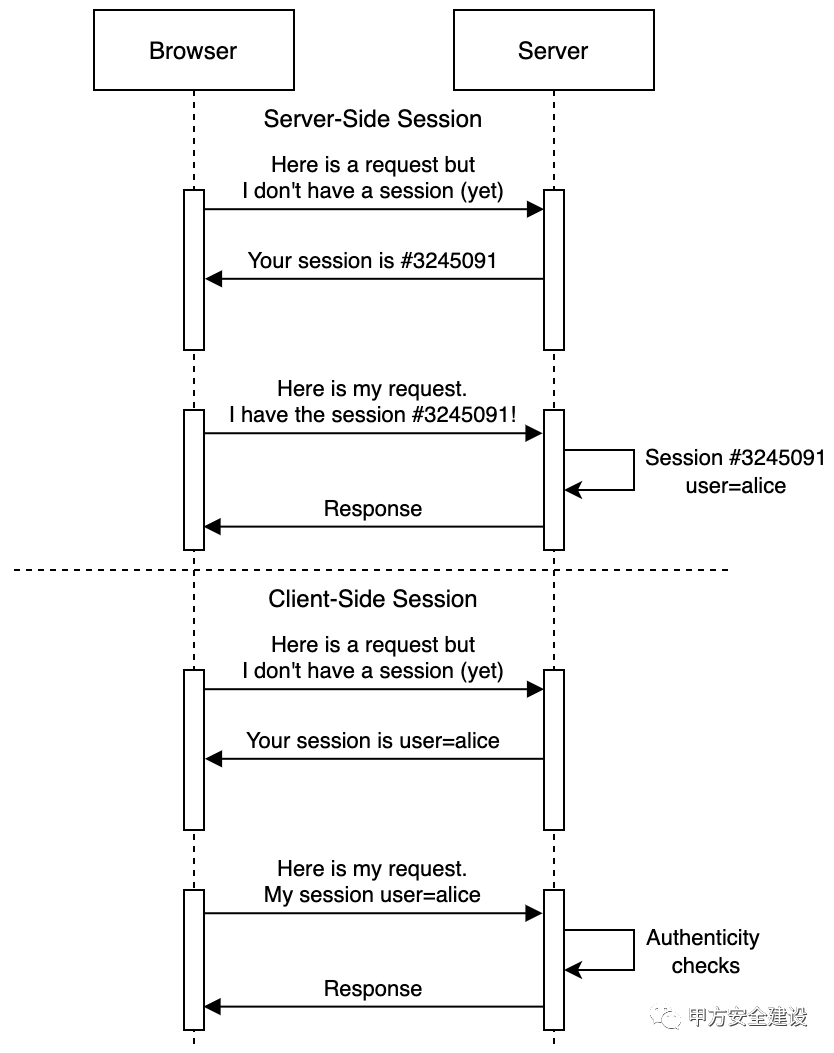 Browser
Server
Server-Side Session
Here is a request but
I don't have a session (yet)
Your session is #3245091
Here is my request.
I have the session #3245091!
Session #3245091
user=alice
Response
Client-Side Session
Here is a request but
I don't have a session (yet)
Your session is user=alice
Here is my request.
My session user=alice
Authenticity
checks
Response
甲方安全建设